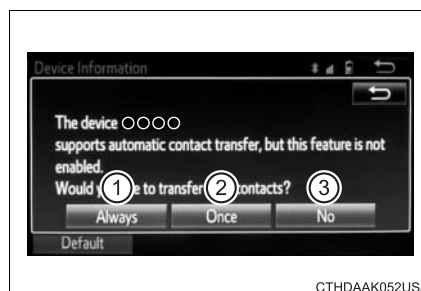 Device Information
The device ○○○○
supports automatic contact transfer, but this feature is not
enabled.
Would y 1 e to transfer 2 ontacts? 3
Always Once No
Default
CTHDAAK052US